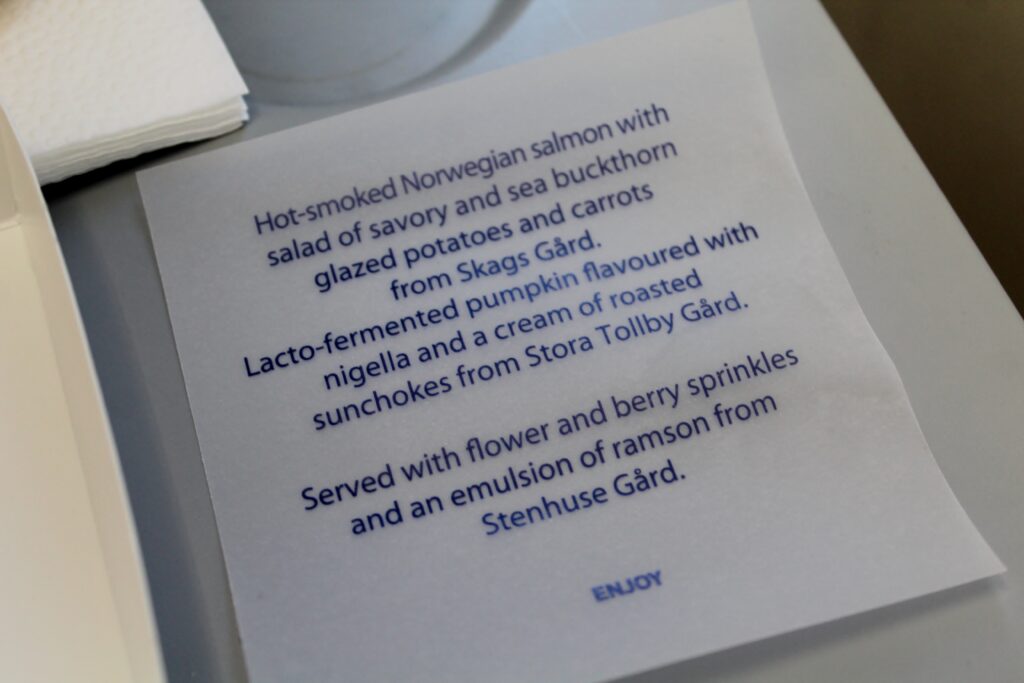 Hot-smoked Norwegian salmon with
salad of savory and sea buckthorn
glazed potatoes and carrots
from Skags Gård.
Lacto-fermented pumpkin flavoured with
nigella and a cream of roasted
sunchokes from Stora Tollby Gård.
Served with flower and berry sprinkles
and an emulsion of ramson from
Stenhuse Gård.
ENJOY